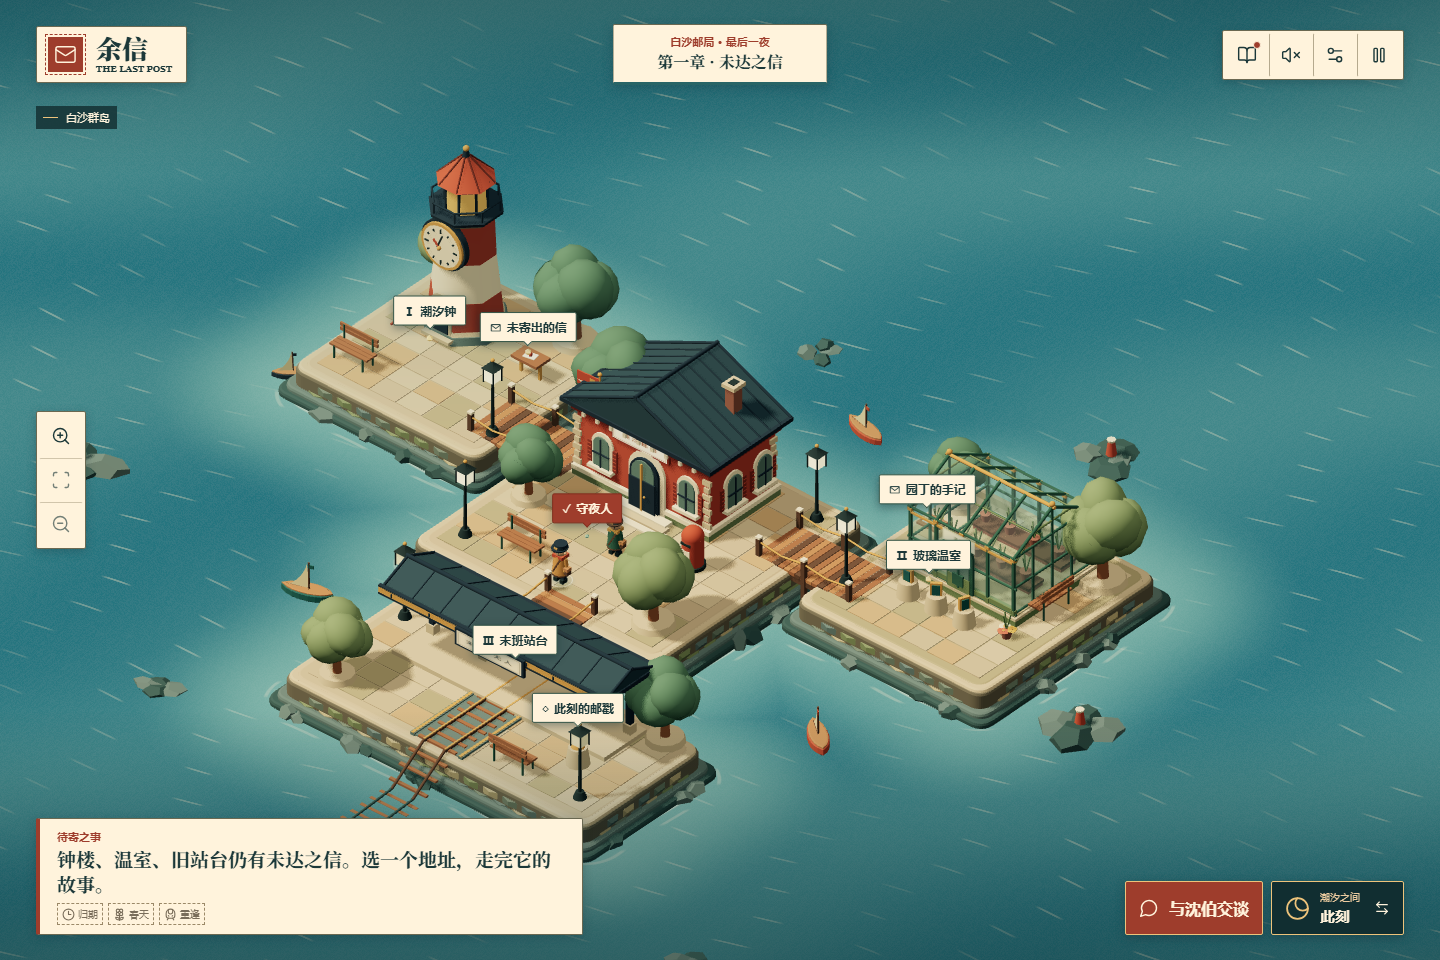 余信
THE LAST POST
白沙邮局 • 最后一夜
第一章 · 未达之信
白沙群岛
I 潮汐钟
未寄出的信
园丁的手记
✓ 守夜人
II 玻璃温室
III 末班站台
◇ 此刻的邮戳
待寄之事
钟楼、温室、旧站台仍有未达之信。选一个地址，走完它的
故事。
归期
春天
重逢
与沈伯交谈
潮汐之间
此刻